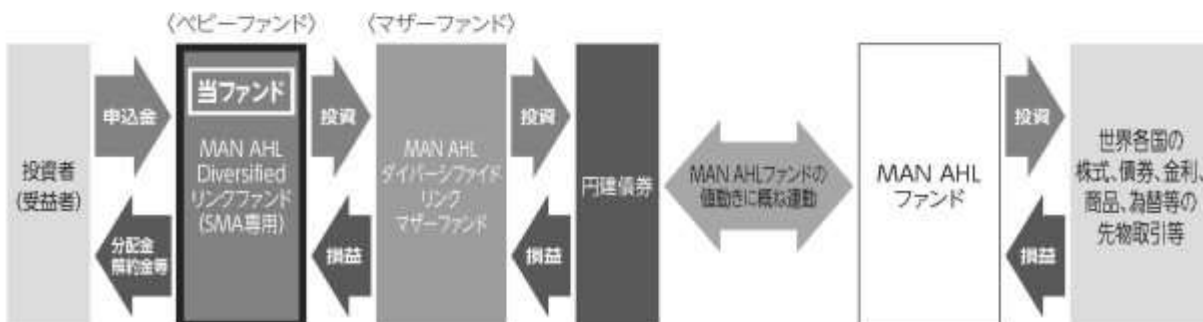 〈ベビーファンド〉
〈マザーファンド〉
投資者
(受益者)
申込金
分配金
解約金等
当ファンド
MAN AHL
Diversified
リンクファンド
(SMA専用)
投資
損益
MAN AHL
ダイバーシファイド
リンク
マザーファンド
投資
損益
円建債券
MAN AHLファンドの
値動きに概ね連動
MAN AHL
ファンド
投資
損益
世界各国の
株式、債券、金利、
商品、為替等の
先物取引等